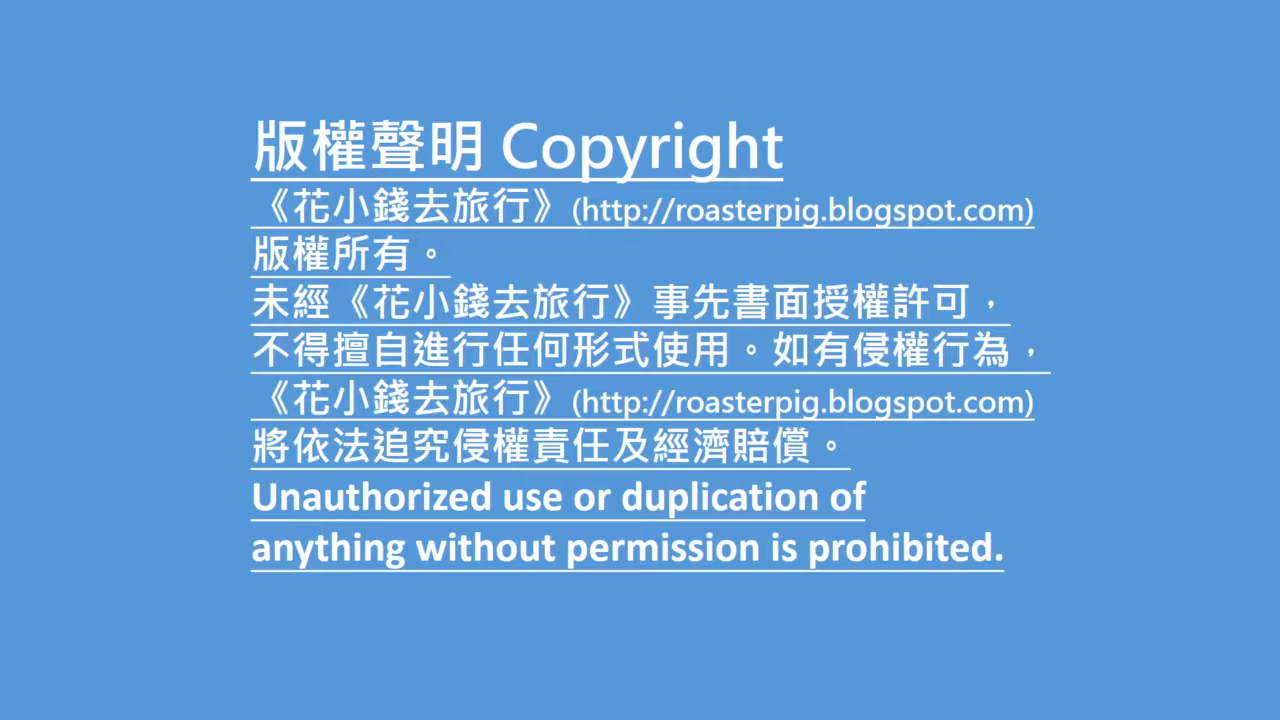 版權聲明 Copyright
《花小錢去旅行》(http://roasterpig.blogspot.com)
版權所有。
未經《花小錢去旅行》事先書面授權許可，
不得擅自進行任何形式使用。如有侵權行為，
《花小錢去旅行》(http://roasterpig.blogspot.com)
將依法追究侵權責任及經濟賠償。
Unauthorized use or duplication of
anything without permission is prohibited.